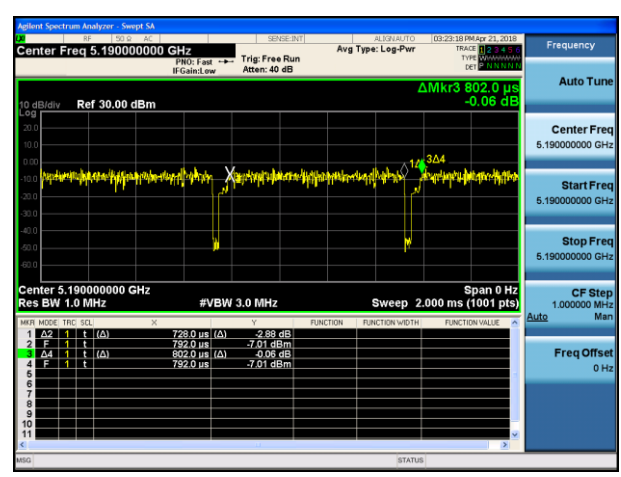 Agilent Spectrum Analyzer - Swept SA
RF 50 Ω AC SENSE:INT ALIGNAUTO 03:23:18 PM Apr 21, 2018
Center Freq 5.190000000 GHz
PNO: Fast
IFGain:Low
Trig: Free Run
Atten: 40 dB
Avg Type: Log-Pwr
TRACE 1 2 3 4 5 6
TYPE WWWWWW
DET P N N N N N
Frequency
ΔMkr3 802.0 µs
-0.06 dB
10 dB/div Ref 30.00 dBm
Log
20.0
10.0
0.00
-10.0
-20.0
-30.0
-40.0
-50.0
-60.0
X
3Δ4
Center 5.190000000 GHz Span 0 Hz
Res BW 1.0 MHz #VBW 3.0 MHz Sweep 2.000 ms (1001 pts)
MKR MODE TRC SCL X Y FUNCTION FUNCTION WIDTH FUNCTION VALUE
1 Δ2 1 t (Δ) 728.0 µs (Δ) -2.88 dB
2 F 1 t 792.0 µs -7.01 dBm
3 Δ4 1 t (Δ) 802.0 µs (Δ) -0.06 dB
4 F 1 t 792.0 µs -7.01 dBm
5
6
7
8
9
10
11
MSG STATUS
Auto Tune
Center Freq
5.190000000 GHz
Start Freq
5.190000000 GHz
Stop Freq
5.190000000 GHz
CF Step
1.000000 MHz
Auto Man
Freq Offset
0 Hz